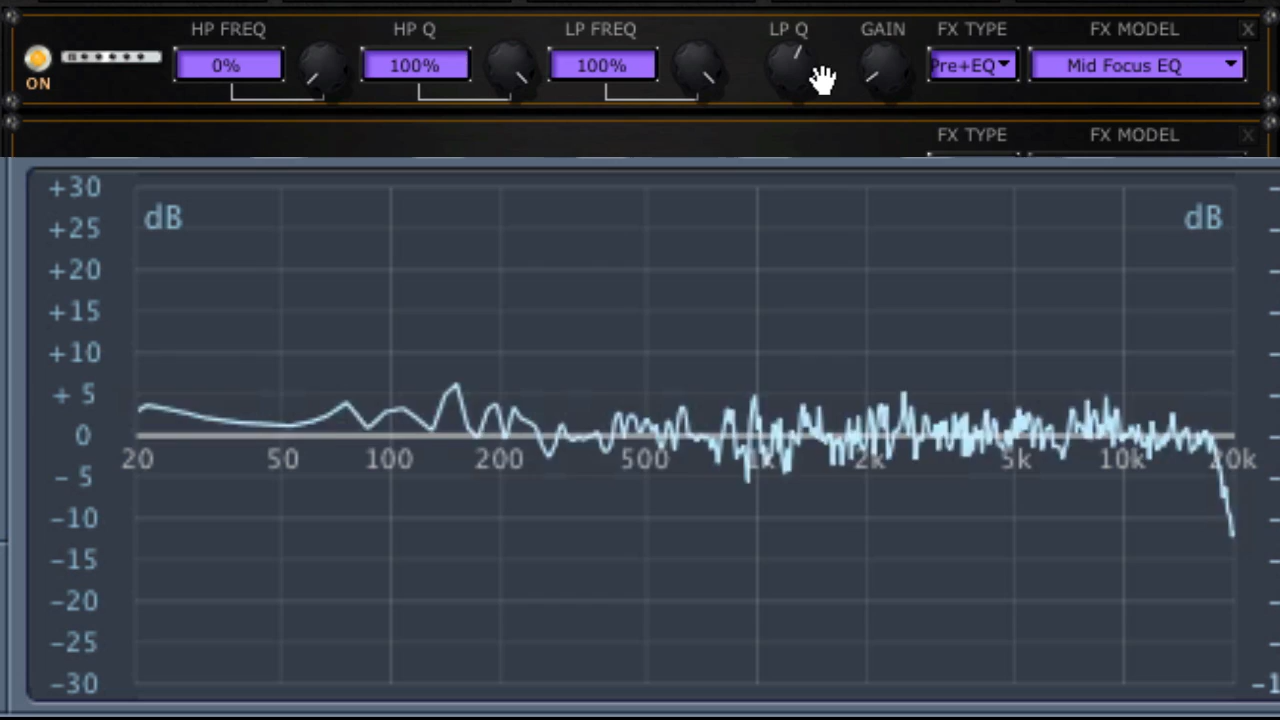 HP FREQ HP Q LP FREQ LP Q GAIN FX TYPE FX MODEL X
ON 0% 100% 100% Pre+EQ Mid Focus EQ
FX TYPE FX MODEL X
+30
dB dB
+25
+20
+15
+10
+ 5
0
20 50 100 200 500 1k 2k 5k 10k 20k
- 5
-10
-15
-20
-25
-30